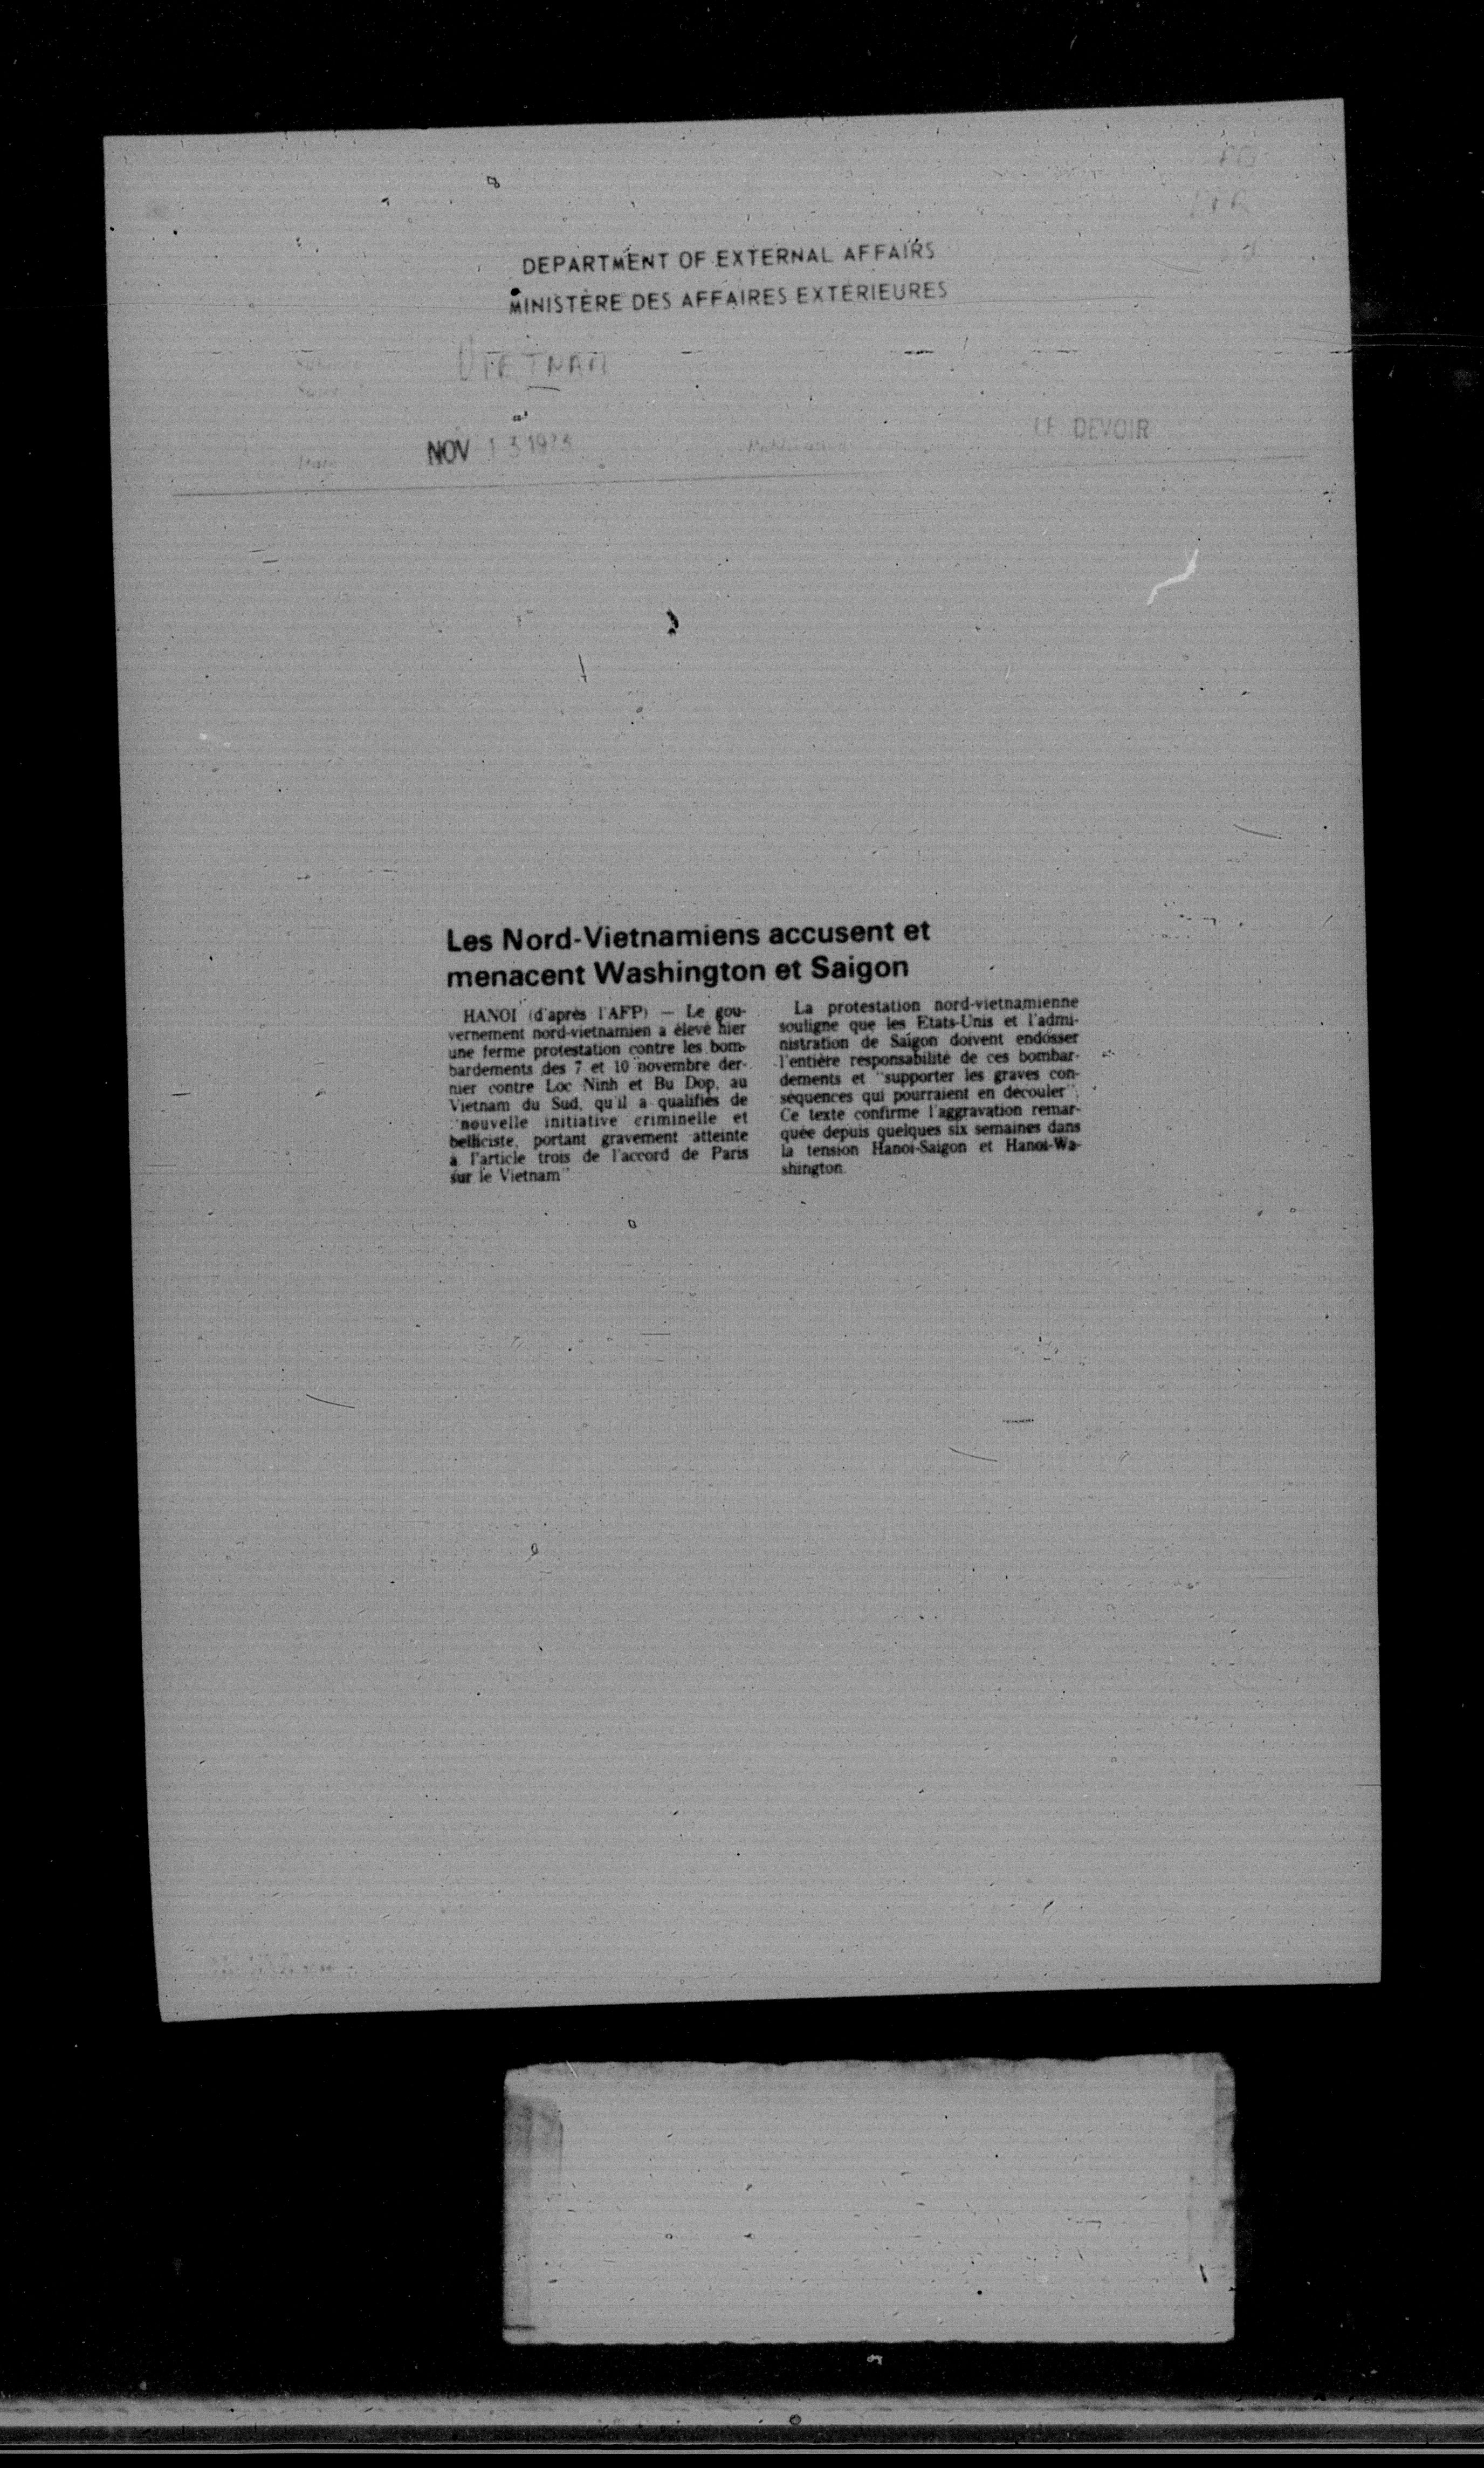 DEPARTMENT OF EXTERNAL AFFAIRS
MINISTÈRE DES AFFAIRES EXTERIEURES
VIETNAM
NOV 13 1973
LE DEVOIR
Les Nord-Vietnamiens accusent et
menacent Washington et Saigon
HANOI (d'après l'AFP) — Le gou-
vernement nord-vietnamien a élevé hier
une ferme protestation contre les bom-
bardements des 7 et 10 novembre der-
nier contre Loc Ninh et Bu Dop, au
Vietnam du Sud, qu'il a qualifiés de
"nouvelle initiative criminelle et
belliciste, portant gravement atteinte
à l'article trois de l'accord de Paris
sur le Vietnam"
La protestation nord-vietnamienne
souligne que les Etats-Unis et l'admi-
nistration de Saigon doivent endosser
l'entière responsabilité de ces bombar-
dements et "supporter les graves con-
séquences qui pourraient en découler".
Ce texte confirme l'aggravation remar-
quée depuis quelques six semaines dans
la tension Hanoi-Saigon et Hanoi-Wa-
shington.